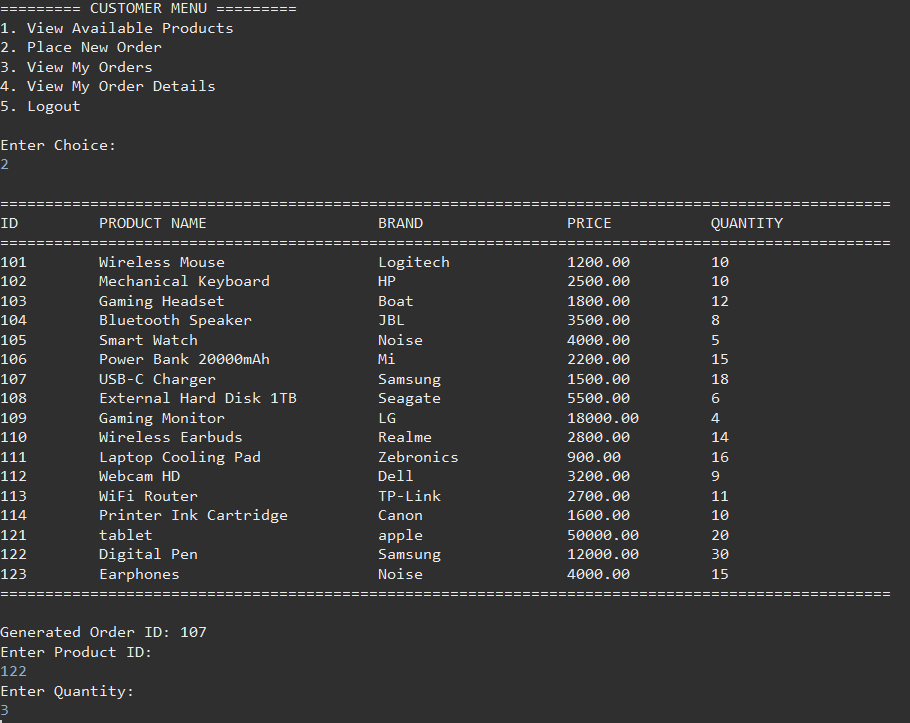 ========= CUSTOMER MENU =========
1. View Available Products
2. Place New Order
3. View My Orders
4. View My Order Details
5. Logout
Enter Choice:
2
===================================================================================================
ID PRODUCT NAME BRAND PRICE QUANTITY
===================================================================================================
101 Wireless Mouse Logitech 1200.00 10
102 Mechanical Keyboard HP 2500.00 10
103 Gaming Headset Boat 1800.00 12
104 Bluetooth Speaker JBL 3500.00 8
105 Smart Watch Noise 4000.00 5
106 Power Bank 20000mAh Mi 2200.00 15
107 USB-C Charger Samsung 1500.00 18
108 External Hard Disk 1TB Seagate 5500.00 6
109 Gaming Monitor LG 18000.00 4
110 Wireless Earbuds Realme 2800.00 14
111 Laptop Cooling Pad Zebronics 900.00 16
112 Webcam HD Dell 3200.00 9
113 WiFi Router TP-Link 2700.00 11
114 Printer Ink Cartridge Canon 1600.00 10
121 tablet apple 50000.00 20
122 Digital Pen Samsung 12000.00 30
123 Earphones Noise 4000.00 15
===================================================================================================
Generated Order ID: 107
Enter Product ID:
122
Enter Quantity:
3